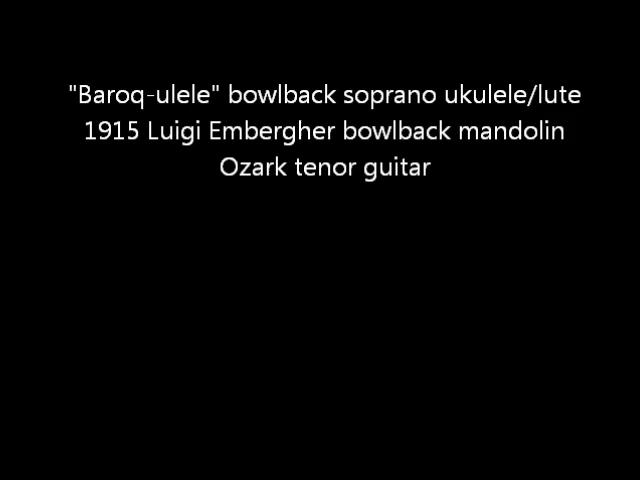 "Baroq-ulele" bowlback soprano ukulele/lute
1915 Luigi Embergher bowlback mandolin
Ozark tenor guitar